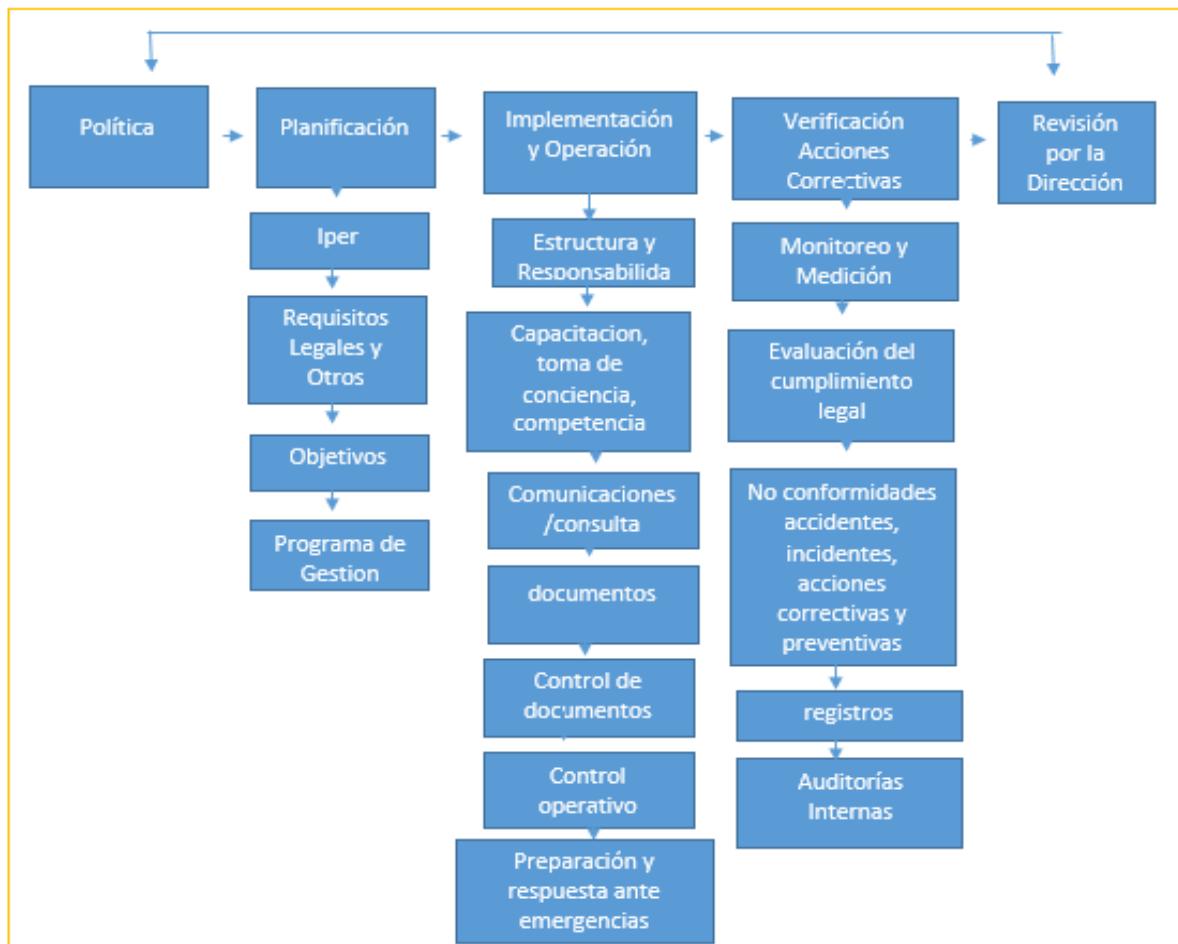 Política
Planificación
Implementación
y Operación
Verificación
Acciones
Correctivas
Revisión
por la
Dirección
Iper
Requisitos
Legales y
Otros
Objetivos
Programa de
Gestion
Estructura y
Responsabilida
Capacitacion,
toma de
conciencia,
competencia
Comunicaciones
/consulta
documentos
Control de
documentos
Control
operativo
Preparación y
respuesta ante
emergencias
Monitoreo y
Medición
Evaluación del
cumplimiento
legal
No conformidades
accidentes,
incidentes,
acciones
correctivas y
preventivas
registros
Auditorías
Internas